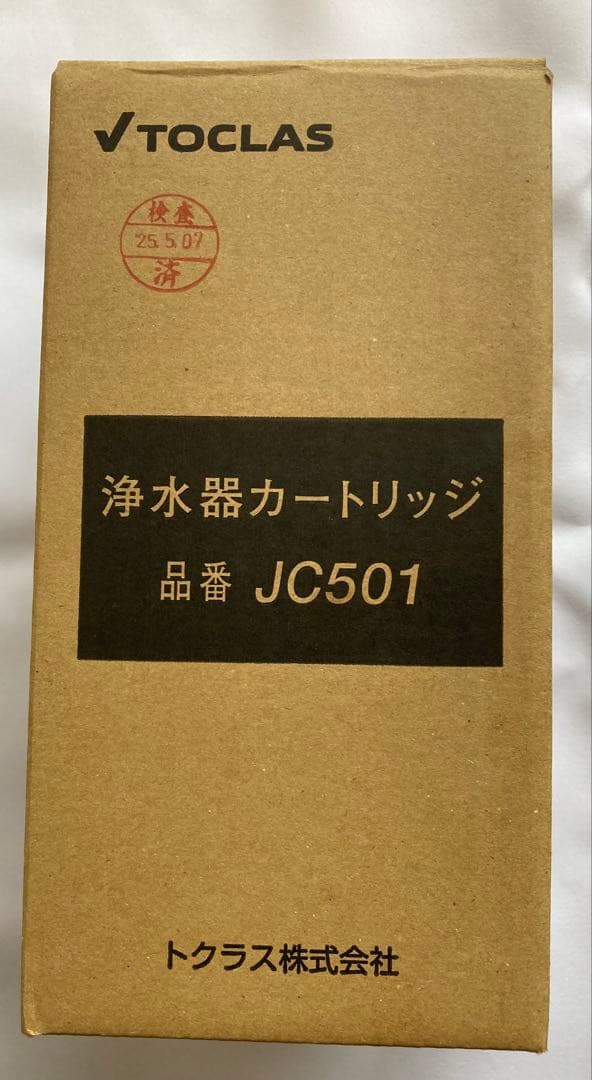 TOCLAS
検査
25.5.07
済
浄水器カートリッジ
品番 JC501
トクラス株式会社